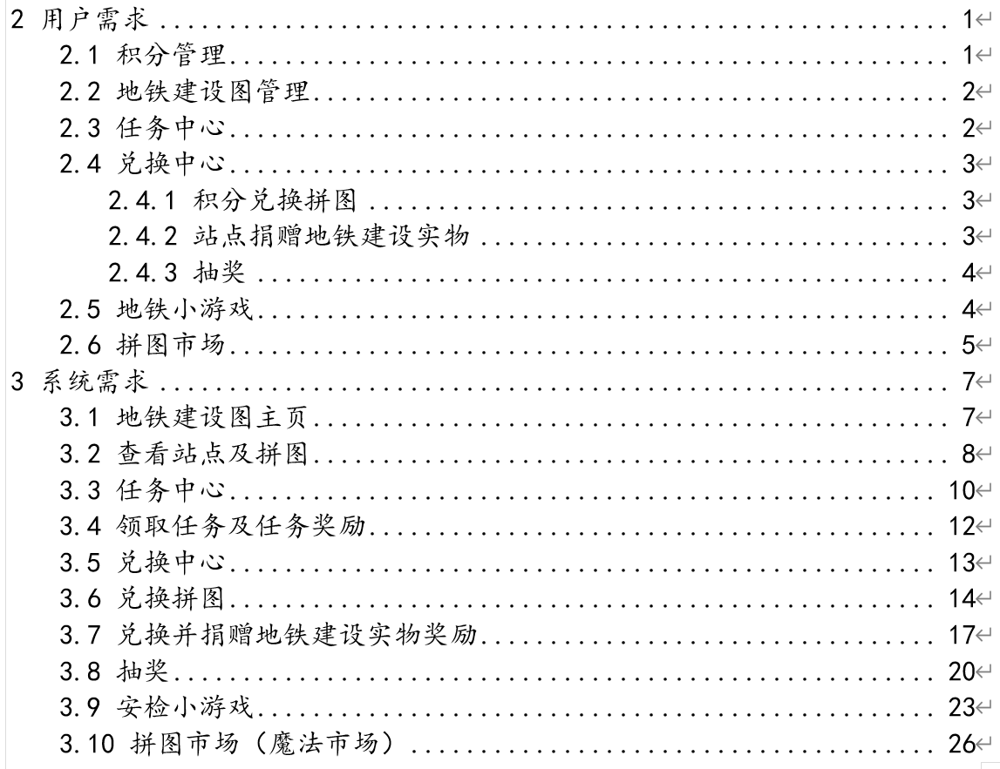 2 用户需求 ........................................................ 1
2.1 积分管理................................................... 1
2.2 地铁建设图管理............................................. 2
2.3 任务中心................................................... 2
2.4 兑换中心................................................... 3
2.4.1 积分兑换拼图 ......................................... 3
2.4.2 站点捐赠地铁建设实物 ................................. 3
2.4.3 抽奖 ................................................. 4
2.5 地铁小游戏................................................. 4
2.6 拼图市场................................................... 5
3 系统需求 ........................................................ 7
3.1 地铁建设图主页............................................. 7
3.2 查看站点及拼图............................................. 8
3.3 任务中心.................................................. 10
3.4 领取任务及任务奖励........................................ 12
3.5 兑换中心.................................................. 13
3.6 兑换拼图.................................................. 14
3.7 兑换并捐赠地铁建设实物奖励................................ 17
3.8 抽奖...................................................... 20
3.9 安检小游戏................................................ 23
3.10 拼图市场（魔法市场） ..................................... 26